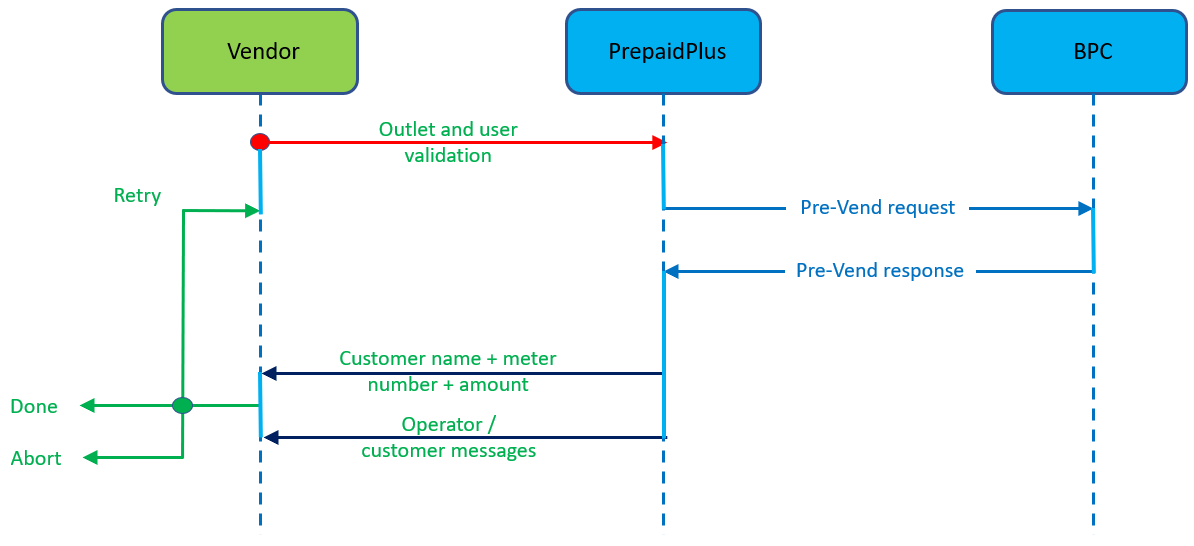 Vendor
PrepaidPlus
BPC
Outlet and user
validation
Retry
Pre-Vend request
Pre-Vend response
Customer name + meter
number + amount
Done
Operator /
customer messages
Abort